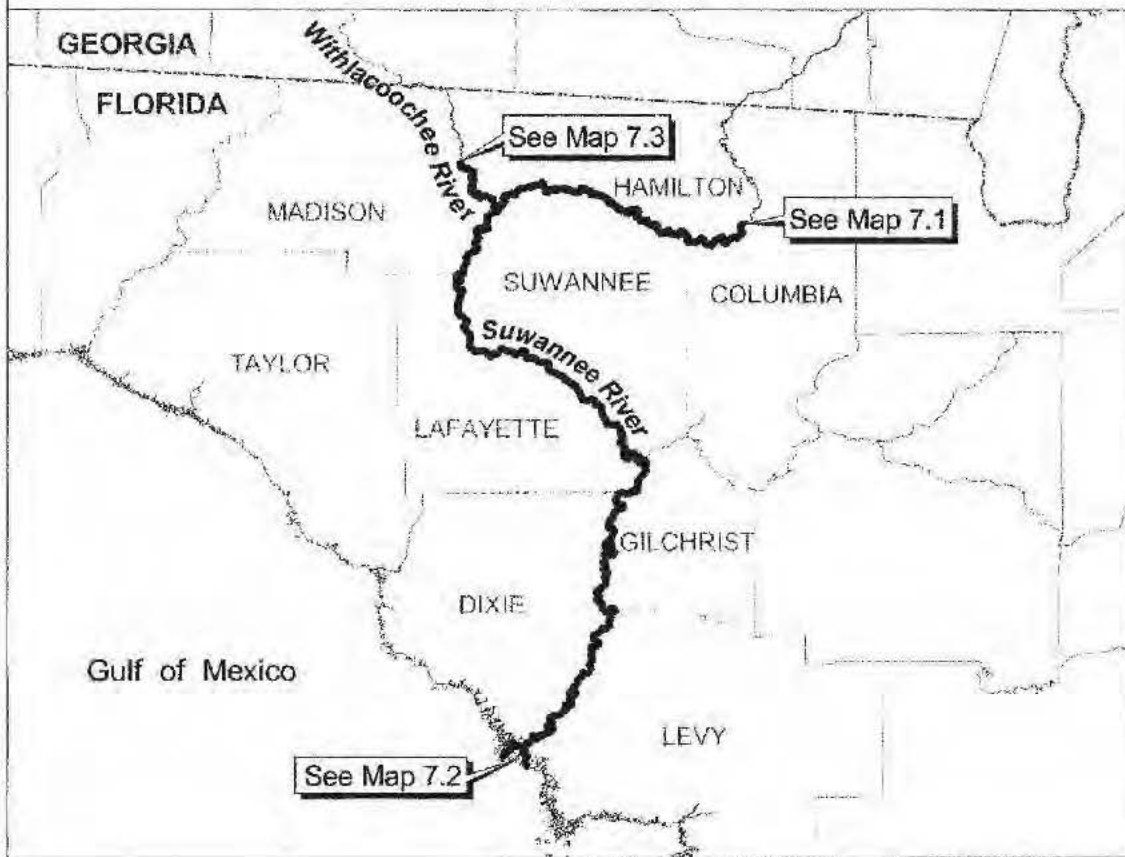 GEORGIA
FLORIDA
Withlacoochee River
See Map 7.3
HAMILTON
See Map 7.1
MADISON
SUWANNEE
COLUMBIA
Suwannee River
TAYLOR
LAFAYETTE
GILCHRIST
DIXIE
Gulf of Mexico
LEVY
See Map 7.2